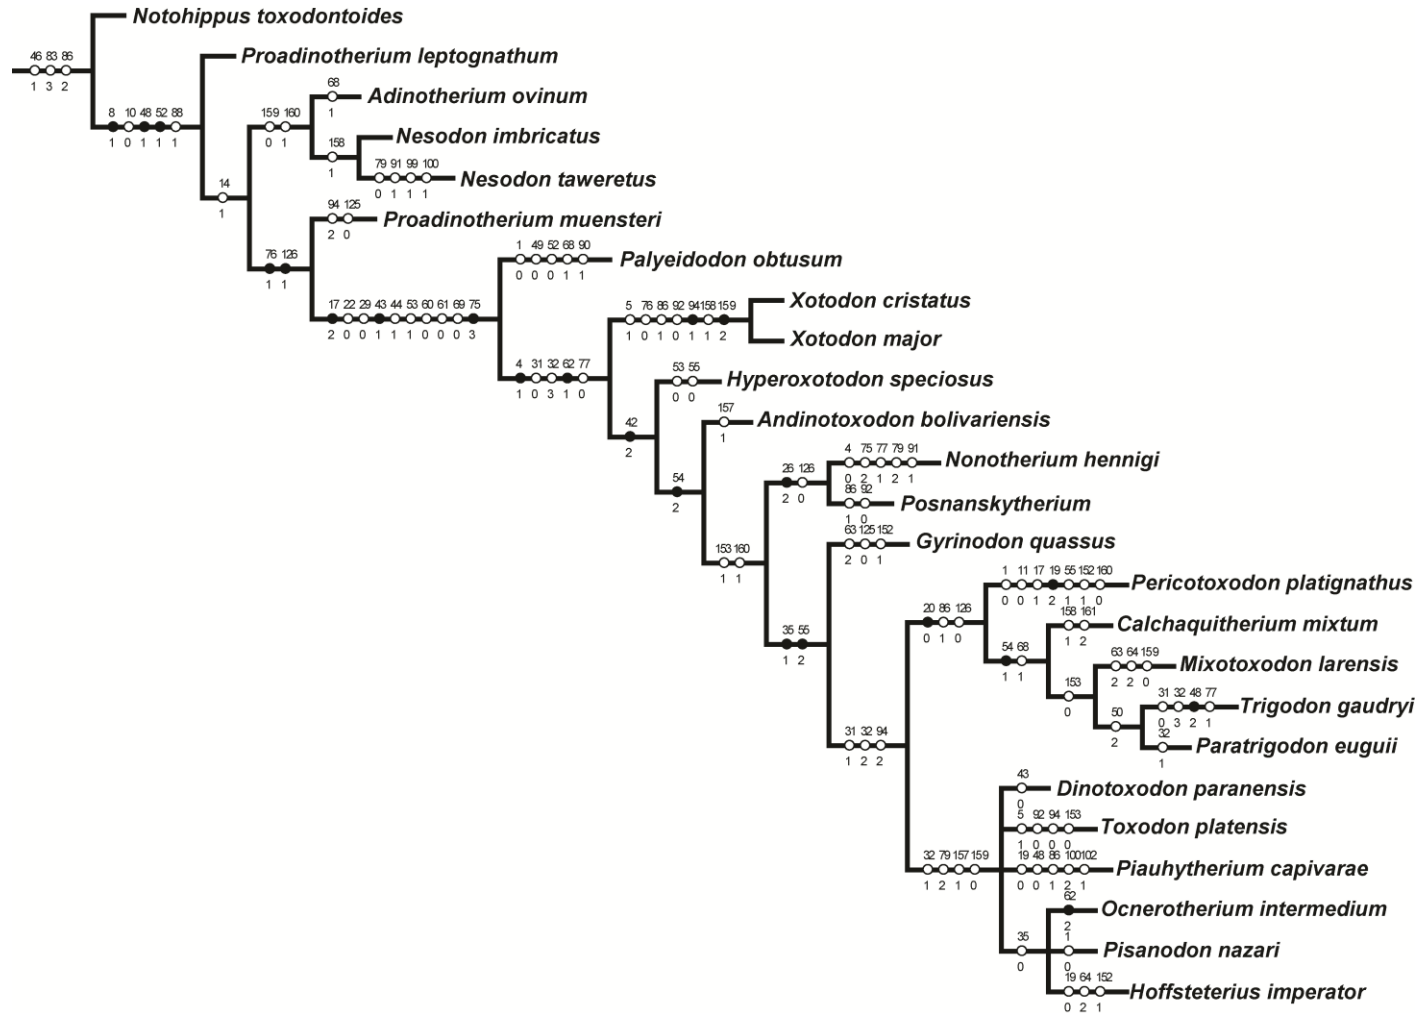 Notohippus toxodontoides
46 83 86
1 3 2
Proadinotherium leptognathum
8 10 48 52 88
1 0 1 1 1
68
1
Adinotherium ovinum
159 160
0 1
Nesodon imbricatus
158
1
79 91 99 100
0 1 1 1
Nesodon taweretus
14
1
94 125
2 0
Proadinotherium muensteri
76 126
1 1
1 49 52 68 90
0 0 0 1 1
Palyeidodon obtusum
17 22 29 43 44 53 60 61 69 75
2 0 0 1 1 1 0 0 0 3
Xotodon cristatus
5 76 86 92 94 158 159
1 0 1 0 1 1 2
Xotodon major
4 31 32 62 77
1 0 3 1 0
53 55
0 0
Hyperoxotodon speciosus
42
2
157
1
Andinotoxodon bolivariensis
54
2
4 75 77 79 91
0 2 1 2 1
Nonotherium hennigi
26 126
2 0
86 92
1 0
Posnanskytherium
153 160
1 1
63 125 152
2 0 1
Gyrinodon quassus
1 11 17 19 55 152 160
0 0 1 2 1 1 0
Pericotoxodon platignathus
20 86 126
0 1 0
158 161
1 2
Calchaquitherium mixtum
35 55
1 2
54 68
1 1
63 64 159
2 2 0
Mixotoxodon larensis
153
0
31 32 48 77
0 3 2 1
Trigodon gaudryi
50
2
32
1
Paratrigodon euguii
31 32 94
1 2 2
43
0
Dinotoxodon paranensis
5 92 94 153
1 0 0 0
Toxodon platensis
32 79 157 159
1 2 1 0
19 48 86 100 102
0 0 1 2 1
Piauhytherium capivarae
62
2
Ocnerotherium intermedium
35
0
1
0
Pisanodon nazari
19 64 152
0 2 1
Hoffsteterius imperator